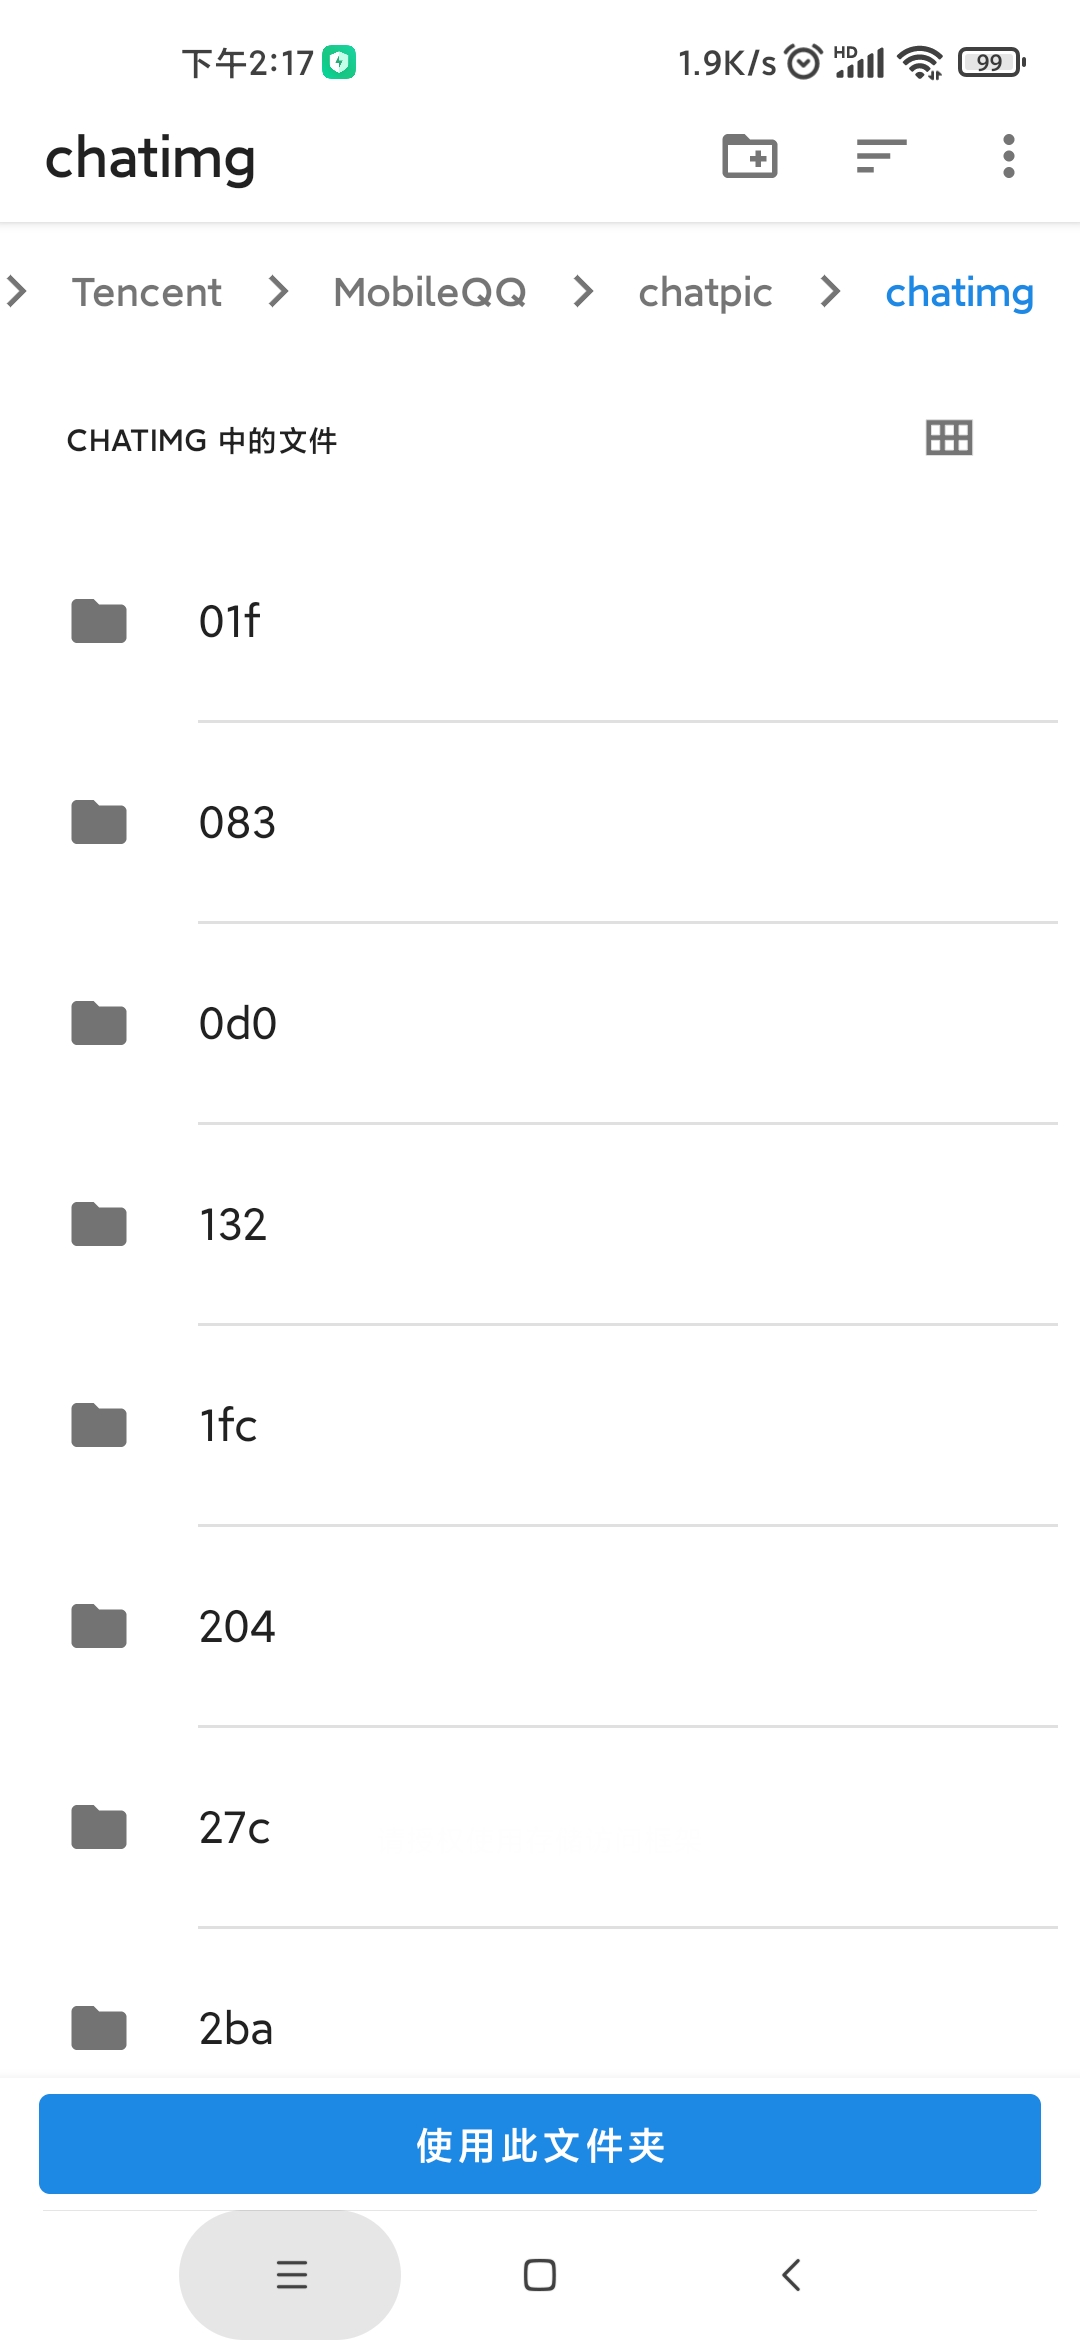 下午2:17 1.9K/s HD 99
chatimg
Tencent > MobileQQ > chatpic > chatimg
CHATIMG 中的文件
01f
083
0d0
132
1fc
204
27c
2ba
使用此文件夹